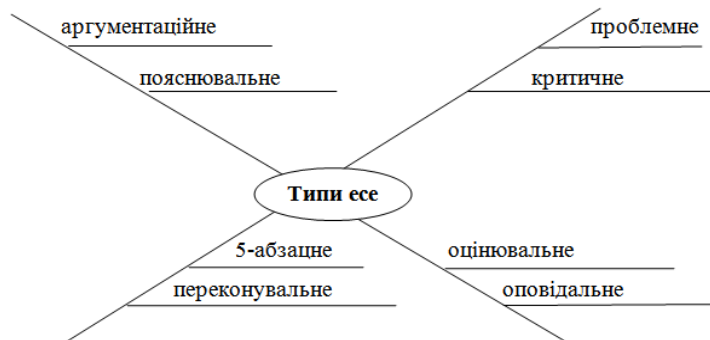 аргументаційне
проблемне
пояснювальне
критичне
Типи есе
5-абзацне
оцінювальне
переконувальне
оповідальне